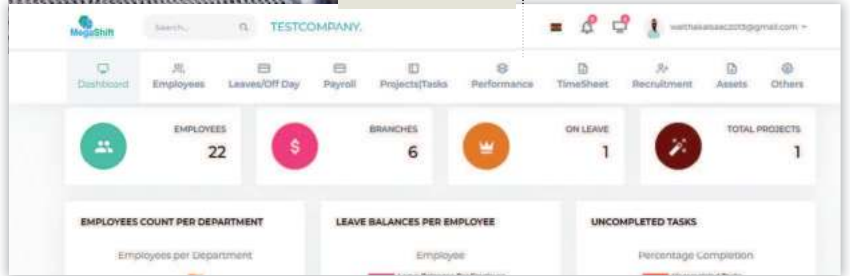 MegaShift
Search...
TESTCOMPANY.
Dashboard
Employees
Leaves/Off Day
Payroll
Projects|Tasks
Performance
TimeSheet
Recruitment
Assets
Others
EMPLOYEES
22
BRANCHES
6
ON LEAVE
1
TOTAL PROJECTS
1
EMPLOYEES COUNT PER DEPARTMENT
LEAVE BALANCES PER EMPLOYEE
UNCOMPLETED TASKS
Employees per Department
Employee
Percentage Completion